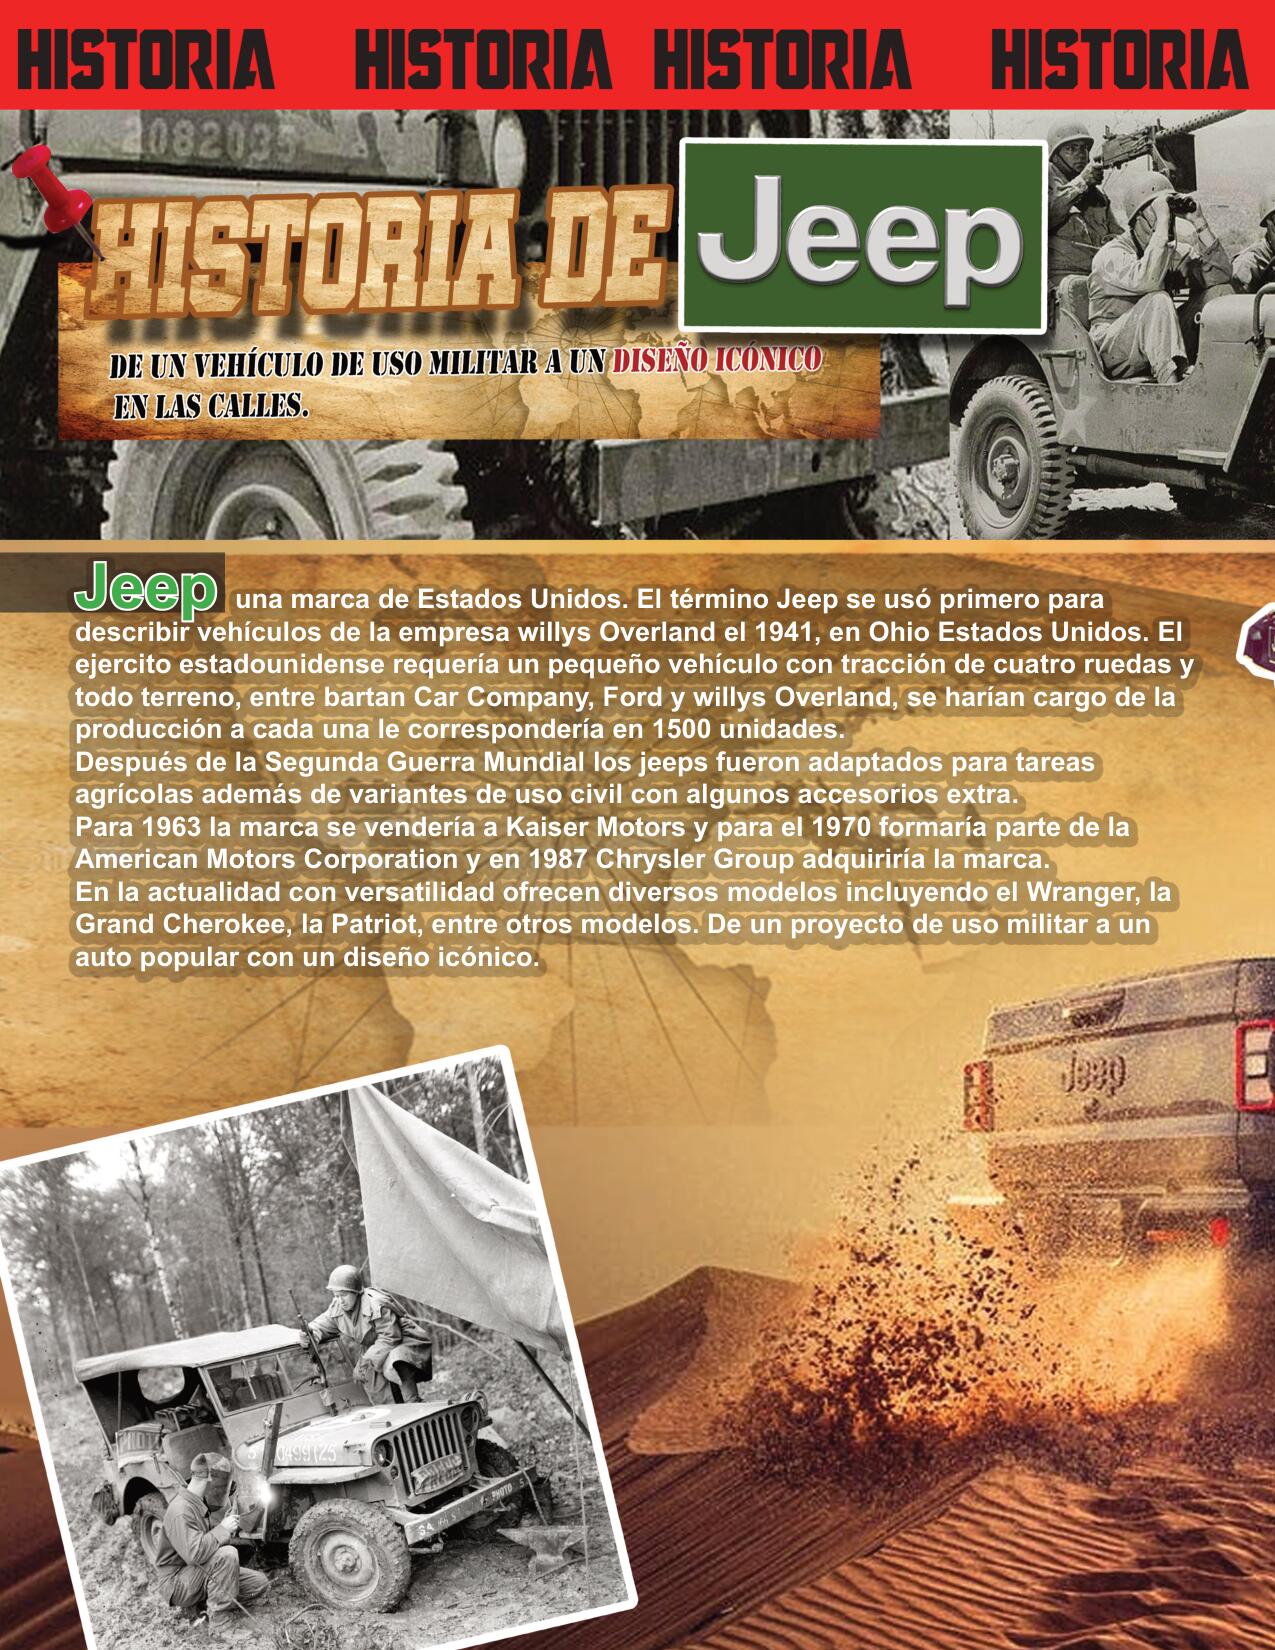 HISTORIA HISTORIA HISTORIA HISTORIA
2082035
HISTORIA DE Jeep
DE UN VEHÍCULO DE USO MILITAR A UN DISEÑO ICÓNICO
EN LAS CALLES.
Jeep una marca de Estados Unidos. El término Jeep se usó primero para
describir vehículos de la empresa willys Overland el 1941, en Ohio Estados Unidos. El
ejercito estadounidense requería un pequeño vehículo con tracción de cuatro ruedas y
todo terreno, entre bartan Car Company, Ford y willys Overland, se harían cargo de la
producción a cada una le correspondería en 1500 unidades.
Después de la Segunda Guerra Mundial los jeeps fueron adaptados para tareas
agrícolas además de variantes de uso civil con algunos accesorios extra.
Para 1963 la marca se vendería a Kaiser Motors y para el 1970 formaría parte de la
American Motors Corporation y en 1987 Chrysler Group adquiriría la marca.
En la actualidad con versatilidad ofrecen diversos modelos incluyendo el Wranger, la
Grand Cherokee, la Patriot, entre otros modelos. De un proyecto de uso militar a un
auto popular con un diseño icónico.
Jeep
PHOTO